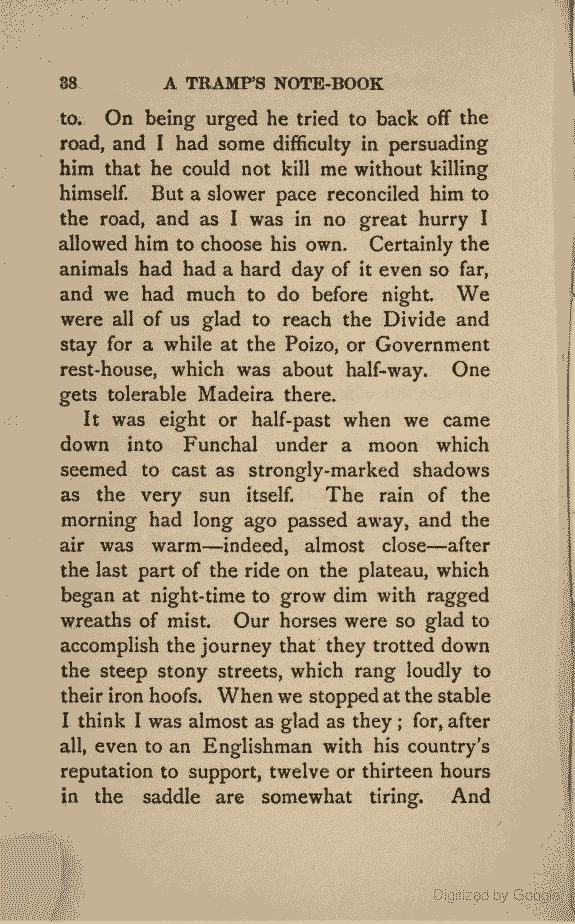 38 A TRAMP'S NOTE-BOOK
to. On being urged he tried to back off the
road, and I had some difficulty in persuading
him that he could not kill me without killing
himself. But a slower pace reconciled him to
the road, and as I was in no great hurry I
allowed him to choose his own. Certainly the
animals had had a hard day of it even so far,
and we had much to do before night. We
were all of us glad to reach the Divide and
stay for a while at the Poizo, or Government
rest-house, which was about half-way. One
gets tolerable Madeira there.
It was eight or half-past when we came
down into Funchal under a moon which
seemed to cast as strongly-marked shadows
as the very sun itself. The rain of the
morning had long ago passed away, and the
air was warm—indeed, almost close—after
the last part of the ride on the plateau, which
began at night-time to grow dim with ragged
wreaths of mist. Our horses were so glad to
accomplish the journey that they trotted down
the steep stony streets, which rang loudly to
their iron hoofs. When we stopped at the stable
I think I was almost as glad as they; for, after
all, even to an Englishman with his country's
reputation to support, twelve or thirteen hours
in the saddle are somewhat tiring. And
Digitized by Google